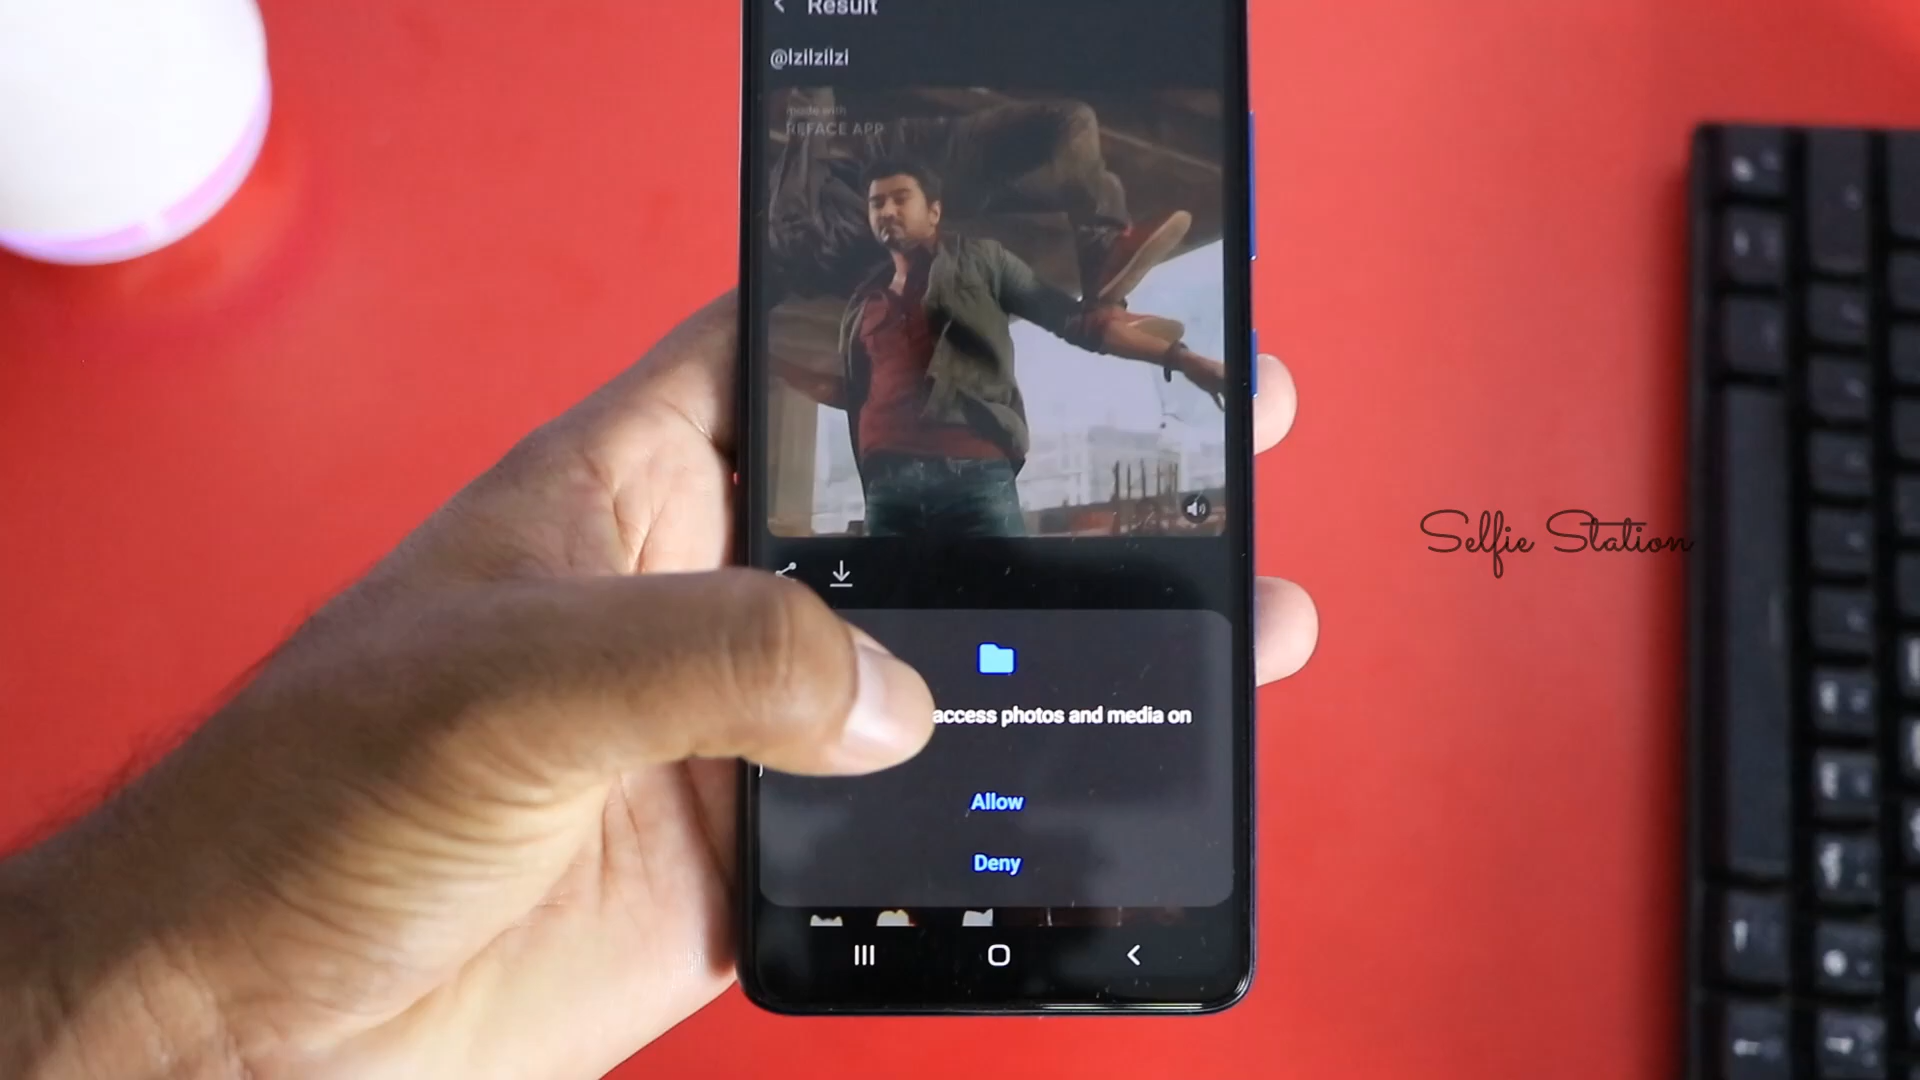 Result
@lzilzilzi
made with
REFACE APP
Selfie Station
access photos and media on
Allow
Deny